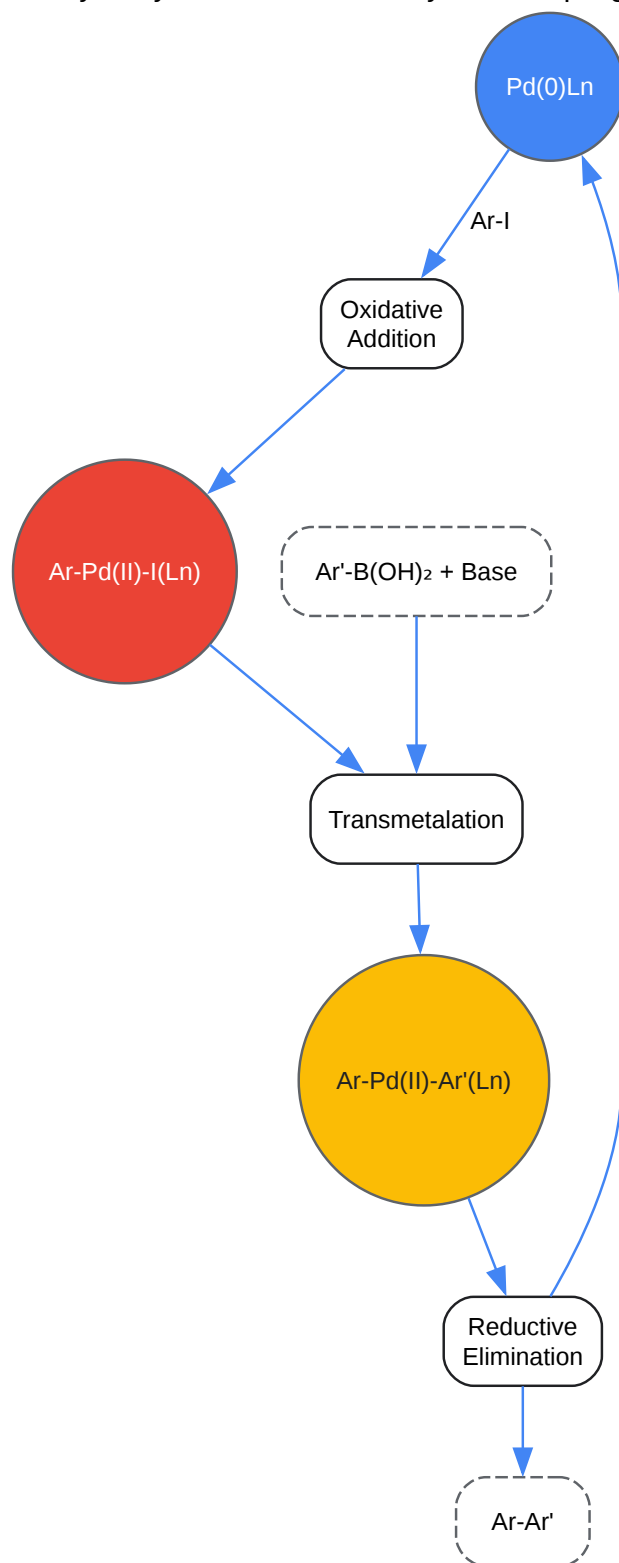 Pd(0)Ln
Ar-I
Oxidative
Addition
Ar-Pd(II)-I(Ln)
Ar'-B(OH)₂ + Base
Transmetalation
Ar-Pd(II)-Ar'(Ln)
Reductive
Elimination
Ar-Ar'